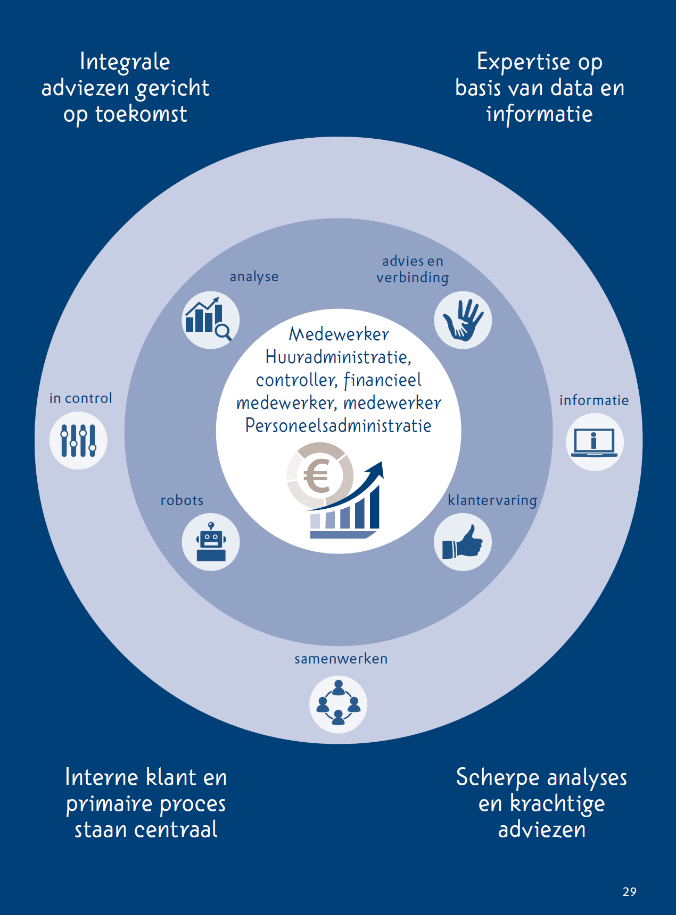 Integrale
adviezen gericht
op toekomst
Expertise op
basis van data en
informatie
analyse
advies en
verbinding
Medewerker
Huuradministratie,
controller, financieel
medewerker, medewerker
Personeelsadministratie
€
in control
informatie
i
robots
klantervaring
samenwerken
Interne klant en
primaire proces
staan centraal
Scherpe analyses
en krachtige
adviezen
29